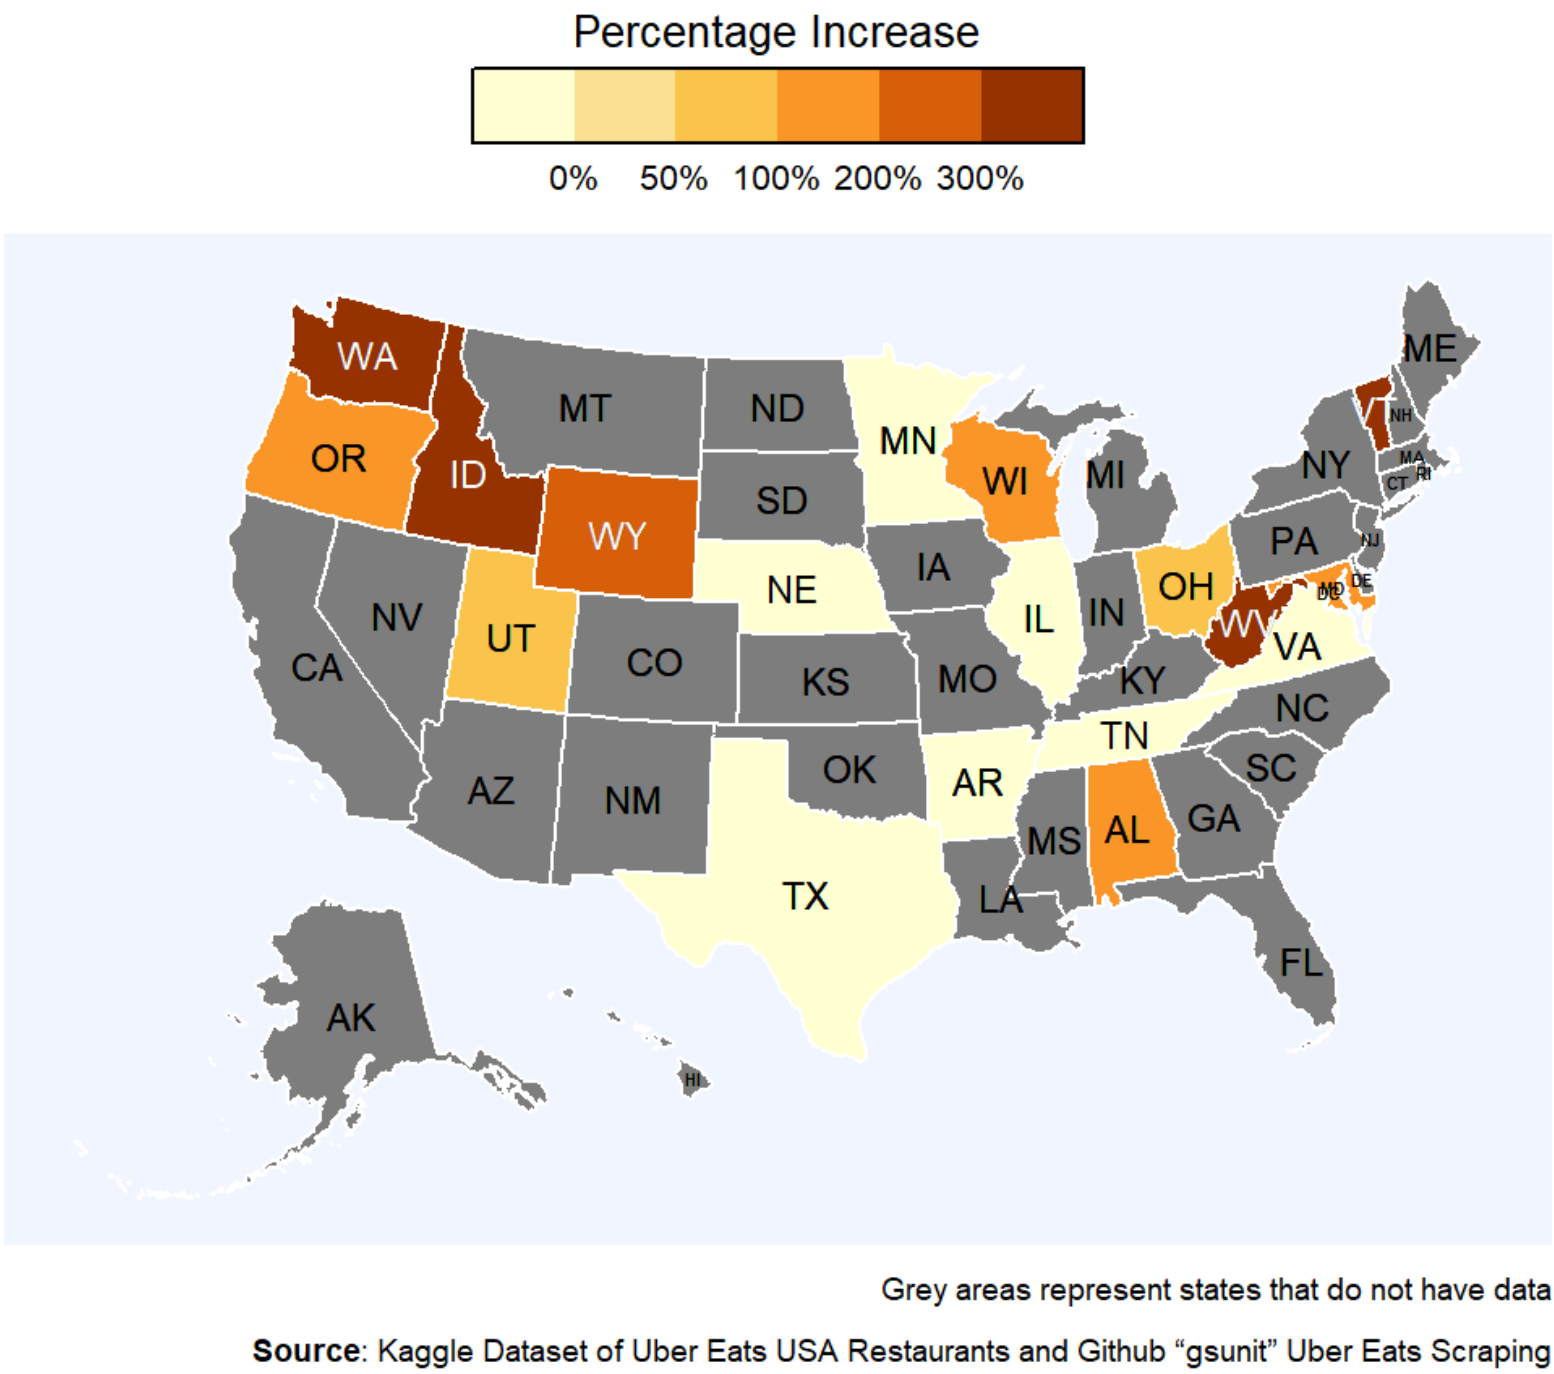 Percentage Increase
0% 50% 100% 200% 300%
ME
WA
VT NH
MT ND
MN
OR
WI
MA
NY
MI
RI
ID
CT
SD
WY
PA
NJ
IA
NE
OH
DE
MD
DC
NV
IL
IN
WV
UT
VA
CO
CA
KS
MO
KY
NC
TN
OK
SC
AR
AZ
NM
GA
AL
MS
TX
LA
FL
AK
HI
Grey areas represent states that do not have data
Source: Kaggle Dataset of Uber Eats USA Restaurants and Github “gsunit” Uber Eats Scraping